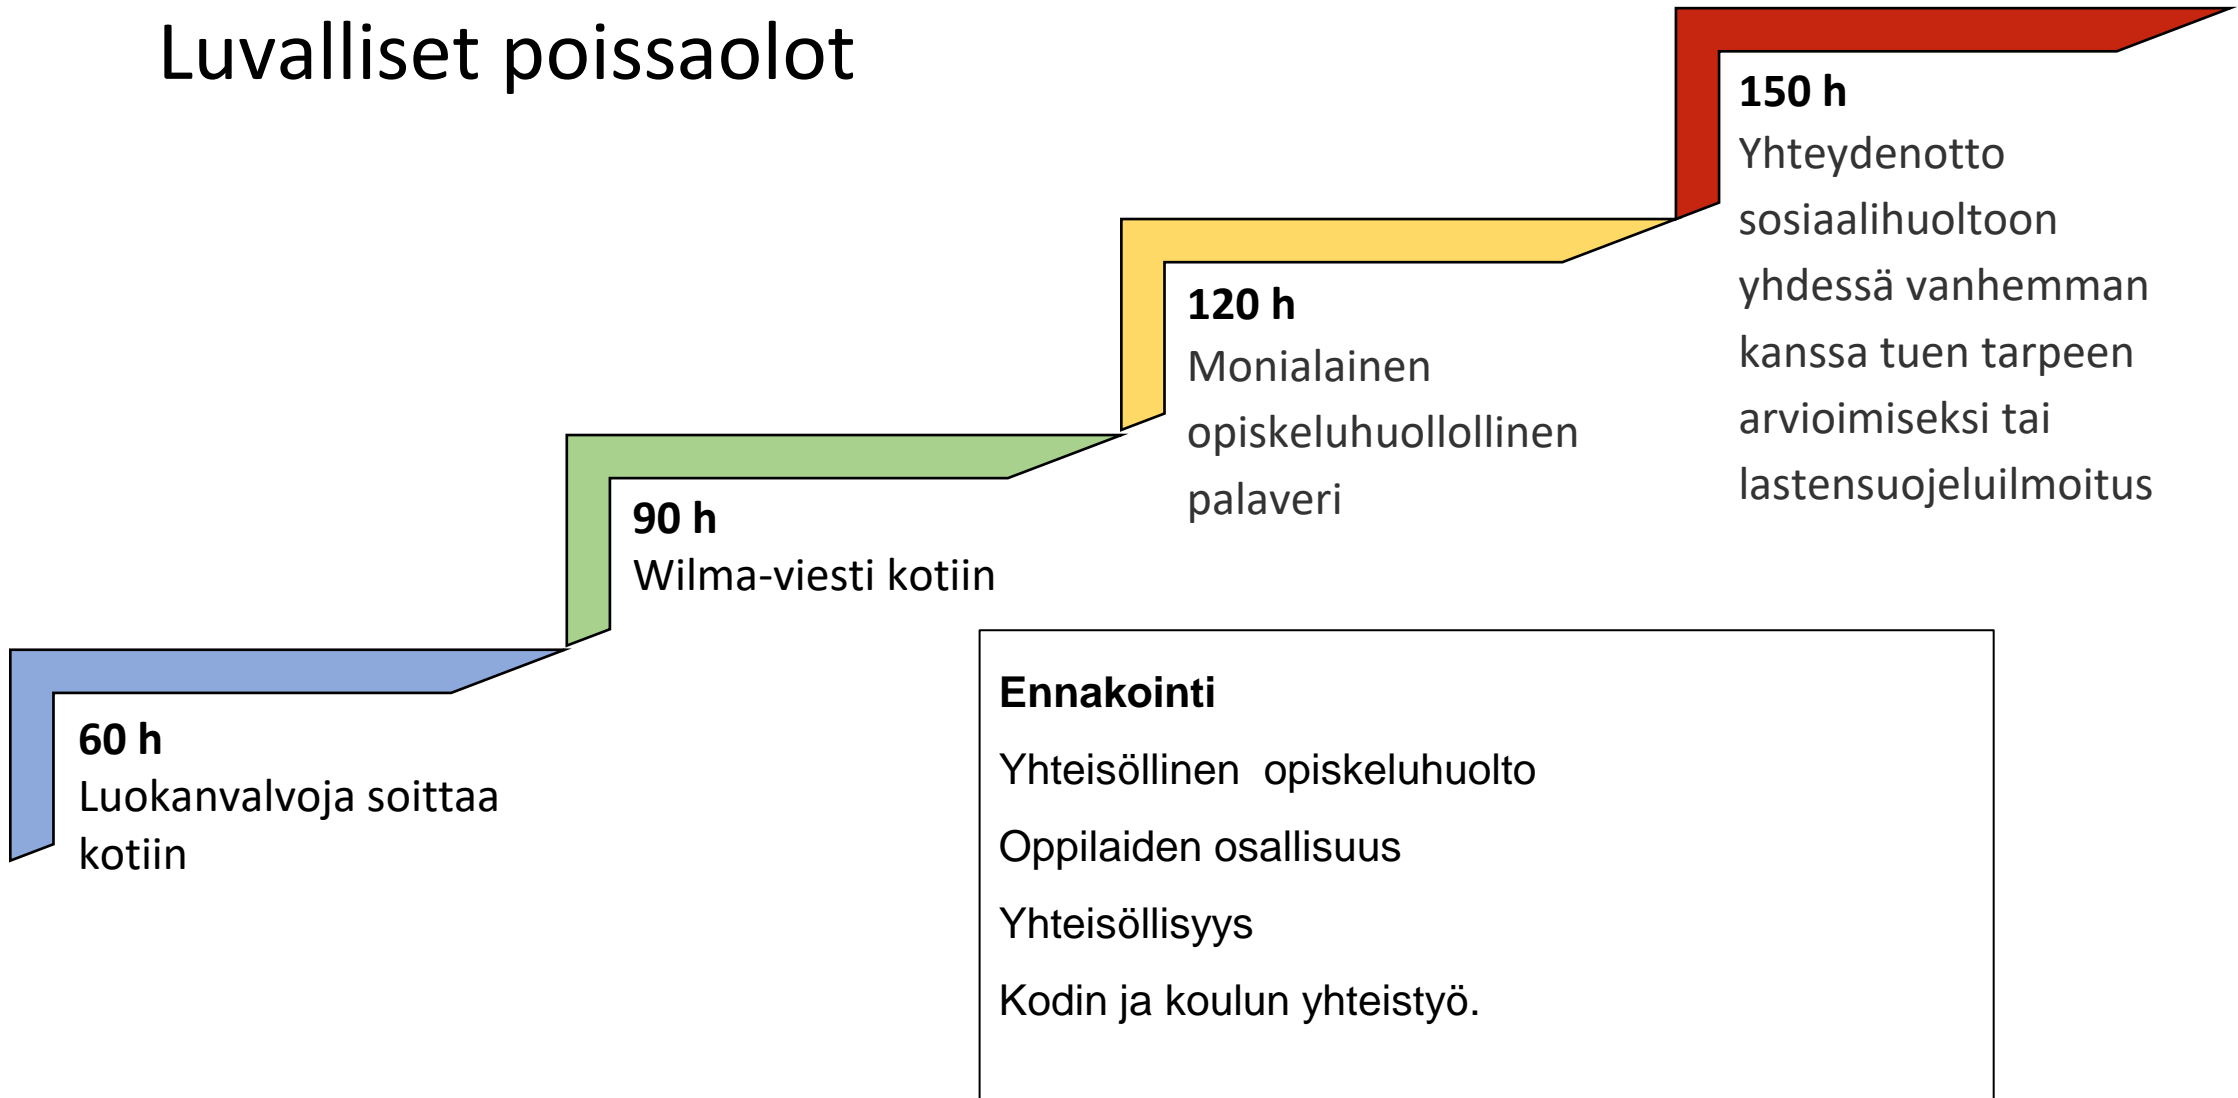 Luvalliset poissaolot
60 h
Luokanvalvoja soittaa
kotiin
90 h
Wilma-viesti kotiin
120 h
Monialainen
opiskeluhuollollinen
palaveri
150 h
Yhteydenotto
sosiaalihuoltoon
yhdessä vanhemman
kanssa tuen tarpeen
arvioimiseksi tai
lastensuojeluilmoitus
Ennakointi
Yhteisöllinen  opiskeluhuolto
Oppilaiden osallisuus
Yhteisöllisyys
Kodin ja koulun yhteistyö.